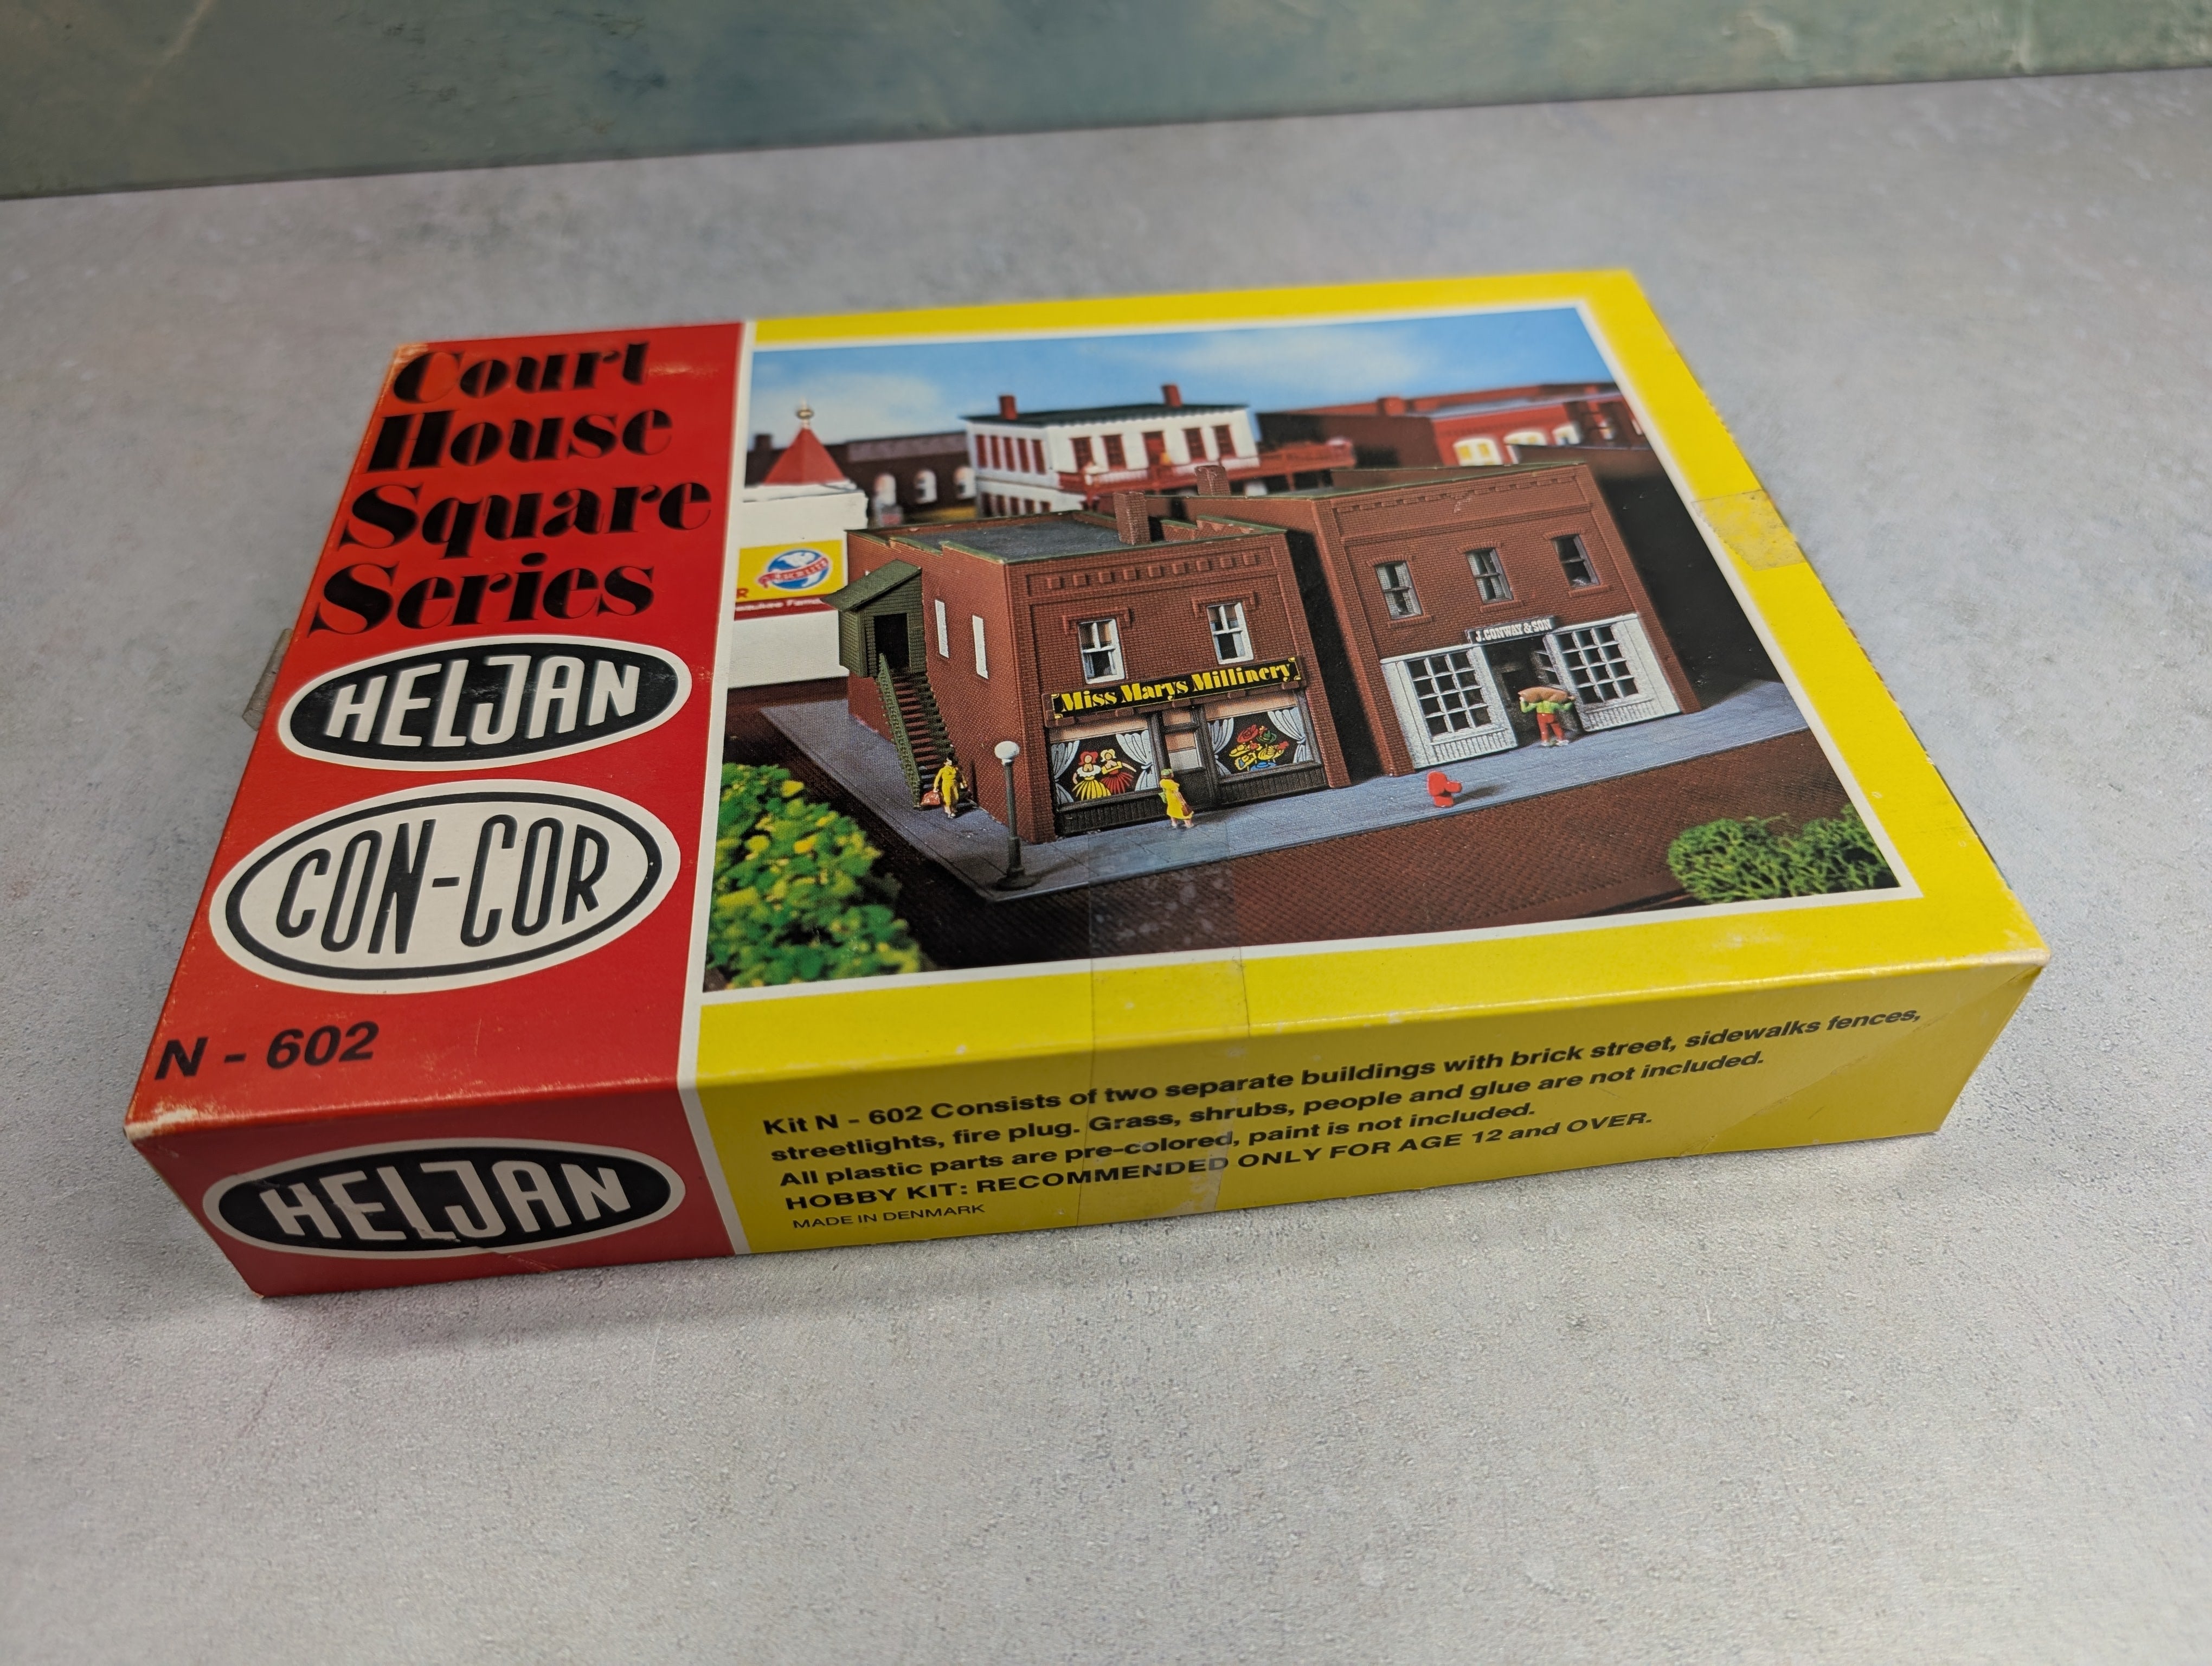 Court
House
Square
Series
HELJAN
CON-COR
N - 602
Miss Marys Millinery
J. CONWAY & SON
HELJAN
Kit N - 602 Consists of two separate buildings with brick street, sidewalks fences,
streetlights, fire plug. Grass, shrubs, people and glue are not included.
All plastic parts are pre-colored, paint is not included.
HOBBY KIT: RECOMMENDED ONLY FOR AGE 12 and OVER.
MADE IN DENMARK